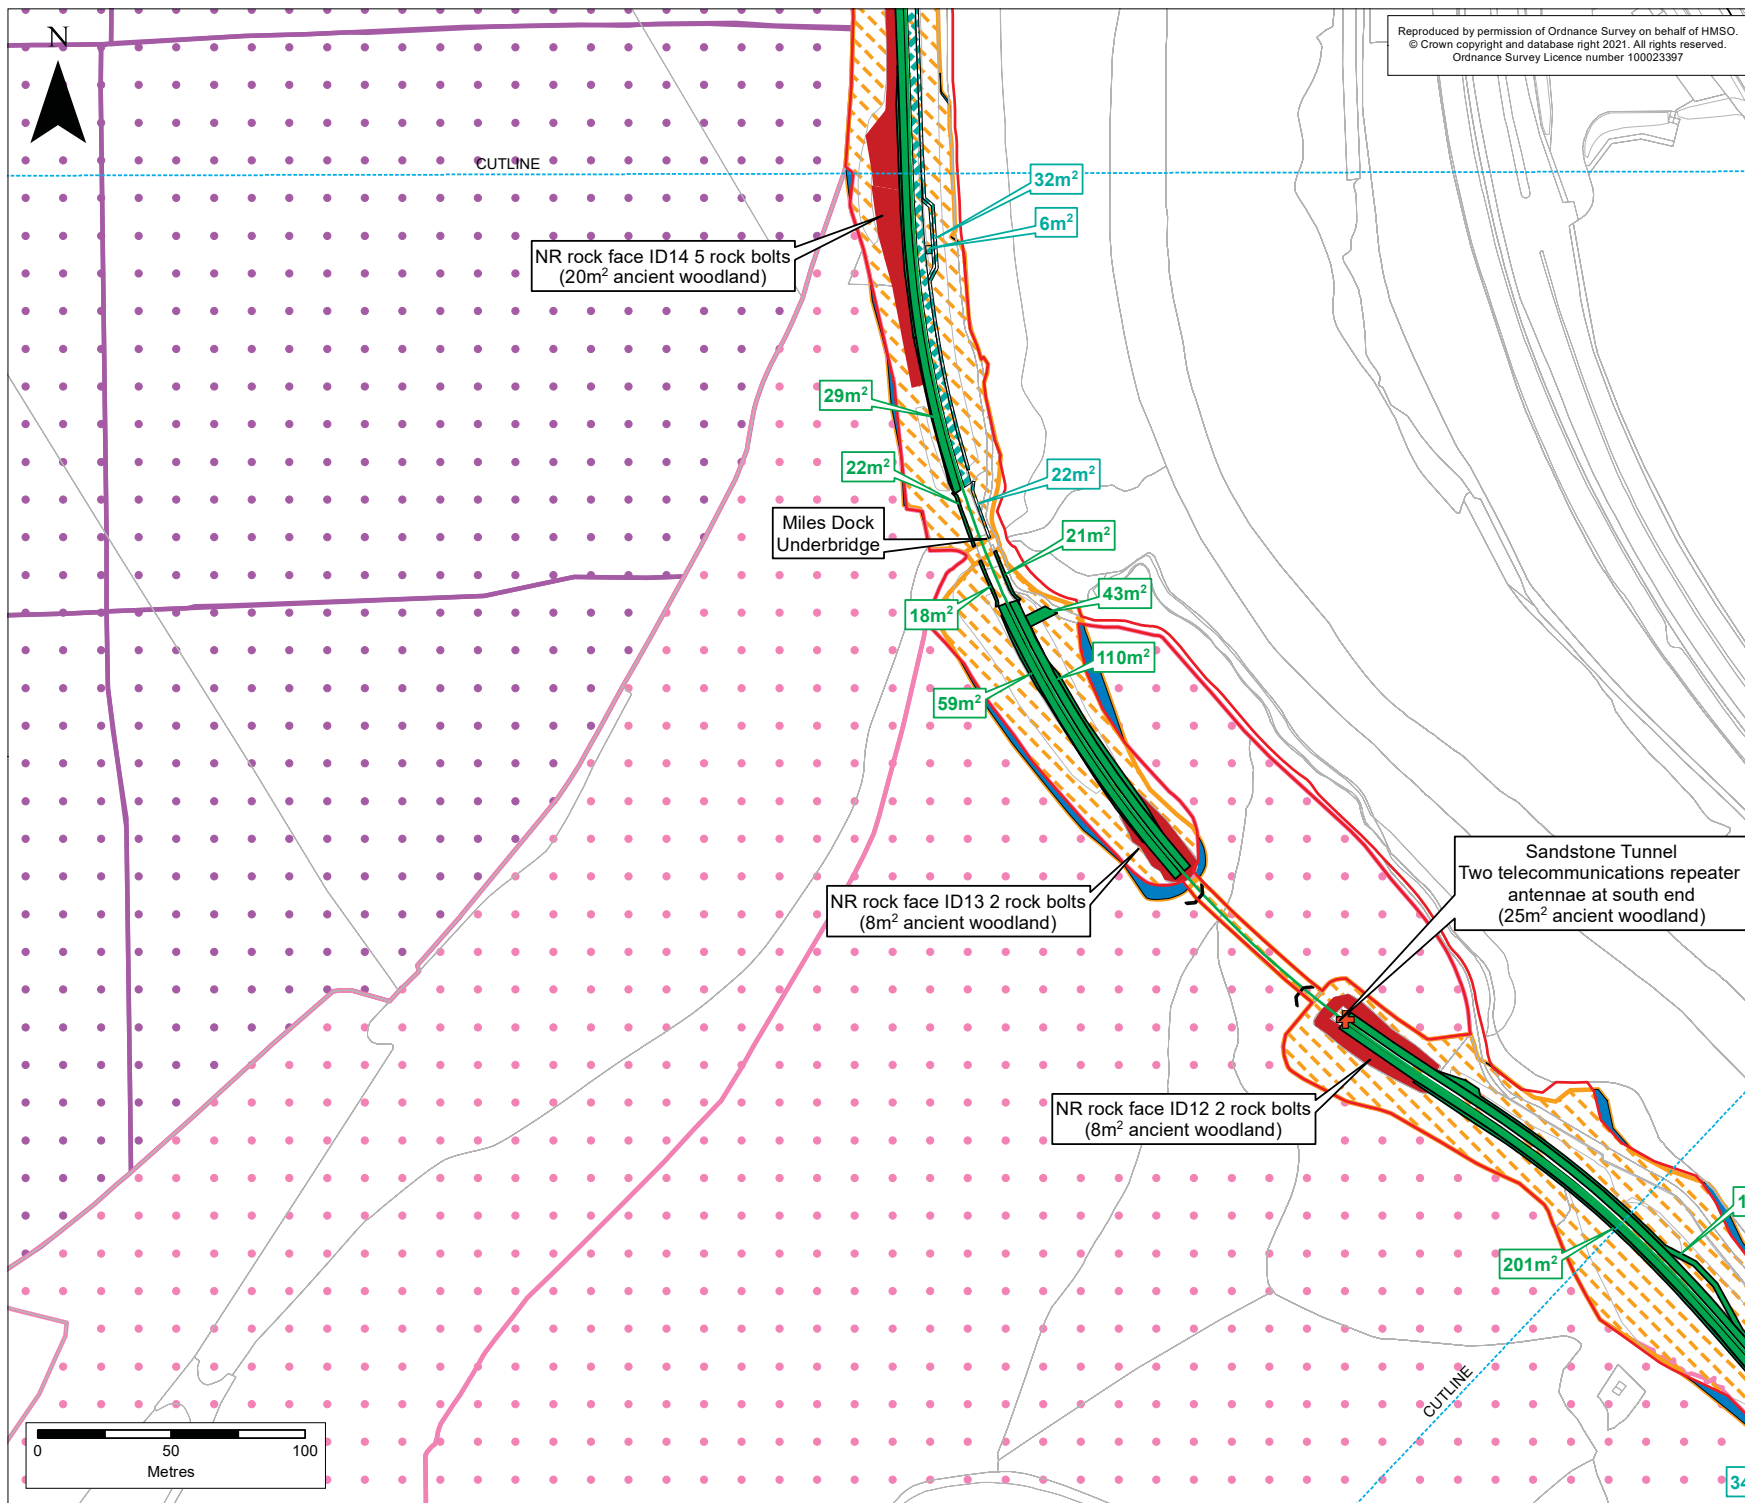 N
Reproduced by permission of Ordnance Survey on behalf of HMSO.
© Crown copyright and database right 2021. All rights reserved.
Ordnance Survey Licence number 100023397
CUTLINE
32m²
6m²
NR rock face ID14 5 rock bolts
(20m² ancient woodland)
29m²
22m²
22m²
Miles Dock
Underbridge
21m²
43m²
18m²
110m²
59m²
Sandstone Tunnel
Two telecommunications repeater
antennae at south end
(25m² ancient woodland)
NR rock face ID13 2 rock bolts
(8m² ancient woodland)
NR rock face ID12 2 rock bolts
(8m² ancient woodland)
1
201m²
CUTLINE
0 50 100
Metres
34